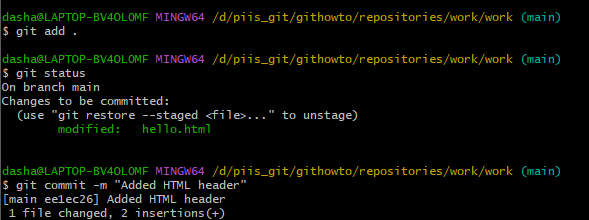 dasha@LAPTOP-BV4OLOMF MINGW64 /d/piis_git/githowto/repositories/work/work (main)
$ git add .
dasha@LAPTOP-BV4OLOMF MINGW64 /d/piis_git/githowto/repositories/work/work (main)
$ git status
On branch main
Changes to be committed:
  (use "git restore --staged <file>..." to unstage)
        modified:   hello.html
dasha@LAPTOP-BV4OLOMF MINGW64 /d/piis_git/githowto/repositories/work/work (main)
$ git commit -m "Added HTML header"
[main ee1ec26] Added HTML header
 1 file changed, 2 insertions(+)